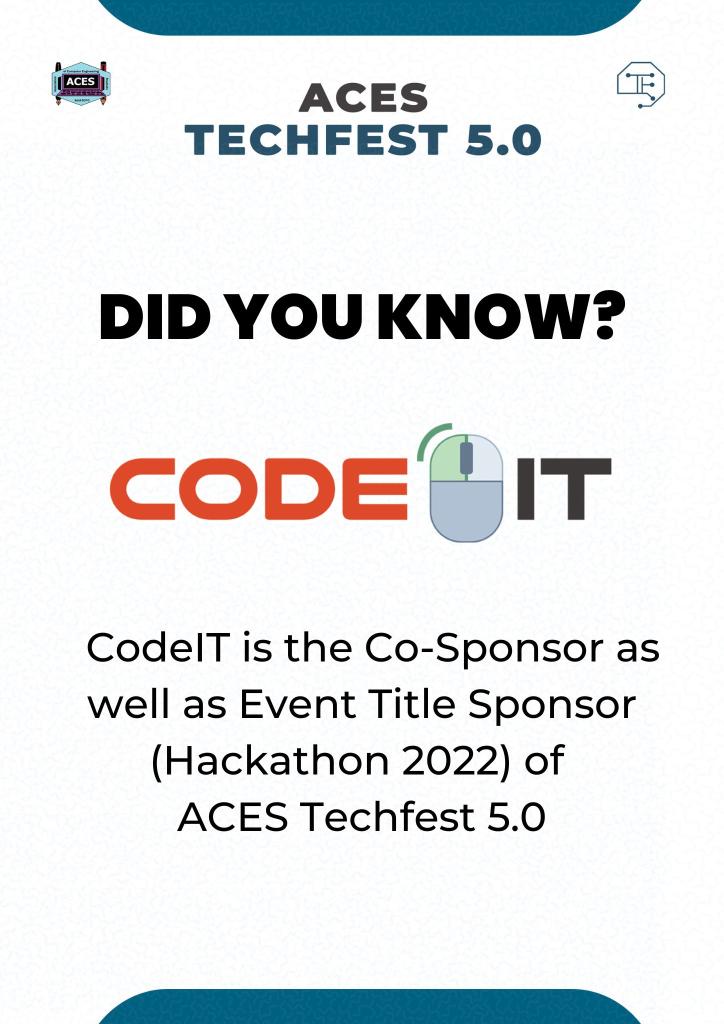 ACES
ACES
TECHFEST 5.0
DID YOU KNOW?
CODE IT
CodeIT is the Co-Sponsor as
well as Event Title Sponsor
(Hackathon 2022) of
ACES Techfest 5.0